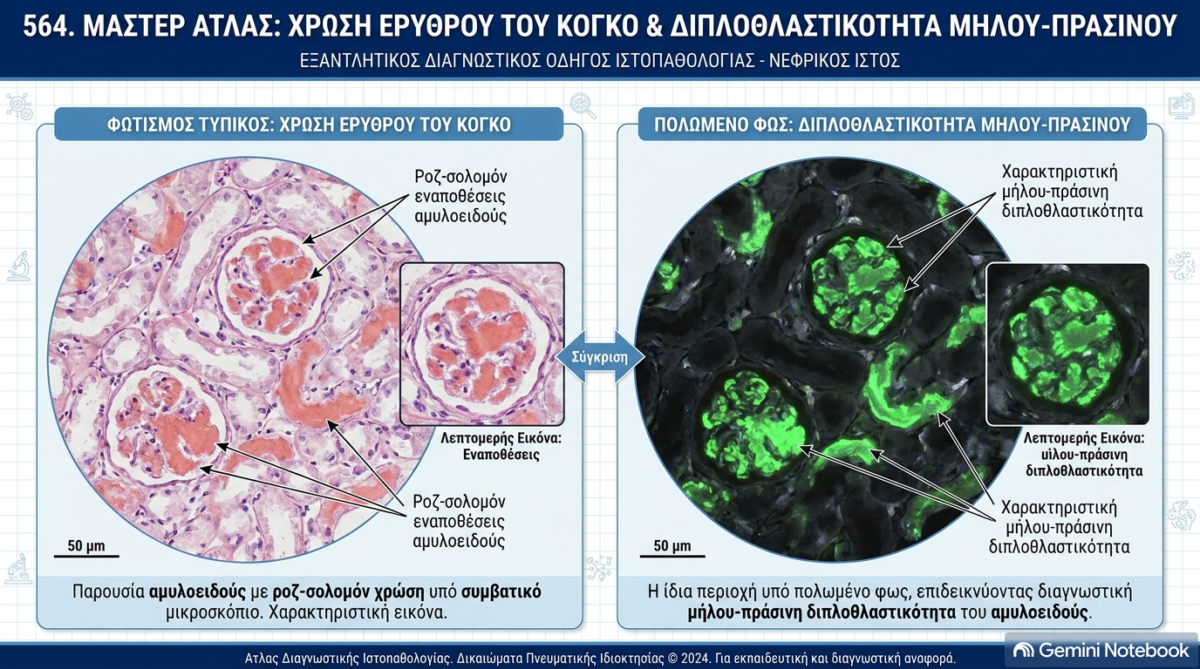 564. ΜΑΣΤΕΡ ΑΤΛΑΣ: ΧΡΩΣΗ ΕΡΥΘΡΟΥ ΤΟΥ ΚΟΓΚΟ & ΔΙΠΛΟΘΛΑΣΤΙΚΟΤΗΤΑ ΜΗΛΟΥ-ΠΡΑΣΙΝΟΥ
ΕΞΑΝΤΛΗΤΙΚΟΣ ΔΙΑΓΝΩΣΤΙΚΟΣ ΟΔΗΓΟΣ ΙΣΤΟΠΑΘΟΛΟΓΙΑΣ - ΝΕΦΡΙΚΟΣ ΙΣΤΟΣ
ΦΩΤΙΣΜΟΣ ΤΥΠΙΚΟΣ: ΧΡΩΣΗ ΕΡΥΘΡΟΥ ΤΟΥ ΚΟΓΚΟ
Ροζ-σολομόν
εναποθέσεις
αμυλοειδούς
Λεπτομερής Εικόνα:
Εναποθέσεις
Ροζ-σολομόν
εναποθέσεις
αμυλοειδούς
50 μm
Παρουσία αμυλοειδούς με ροζ-σολομόν χρώση υπό συμβατικό
μικροσκόπιο. Χαρακτηριστική εικόνα.
Σύγκριση
ΠΟΛΩΜΕΝΟ ΦΩΣ: ΔΙΠΛΟΘΛΑΣΤΙΚΟΤΗΤΑ ΜΗΛΟΥ-ΠΡΑΣΙΝΟΥ
Χαρακτηριστική
μήλου-πράσινη
διπλοθλαστικότητα
Λεπτομερής Εικόνα:
μίλου-πράσινη
διπλοθλαστικότητα
Χαρακτηριστική
μήλου-πράσινη
διπλοθλαστικότητα
50 μm
Η ίδια περιοχή υπό πολωμένο φως, επιδεικνύοντας διαγνωστική
μήλου-πράσινη διπλοθλαστικότητα του αμυλοειδούς.
Ατλας Διαγνωστικής Ιστοπαθολογίας. Δικαιώματα Πνευματικής Ιδιοκτησίας © 2024. Για εκπαιδευτική και διαγνωστική αναφορά.
Gemini Notebook